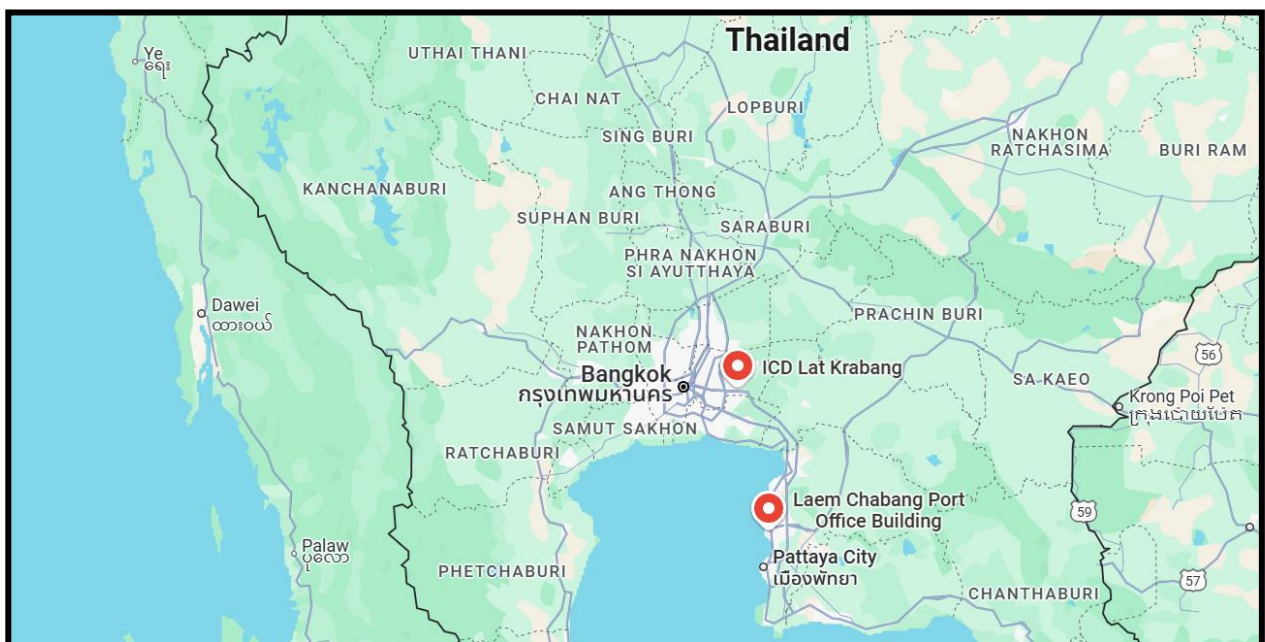 Thailand
Ye
ရေး
UTHAI THANI
CHAI NAT
LOPBURI
SING BURI
NAKHON
RATCHASIMA
BURI RAM
KANCHANABURI
ANG THONG
SUPHAN BURI
SARABURI
PHRA NAKHON
SI AYUTTHAYA
Dawei
ထားဝယ်
PRACHIN BURI
NAKHON
PATHOM
Bangkok
กรุงเทพมหานคร
ICD Lat Krabang
56
SA KAEO
Krong Poi Pet
ក្រុងប៉ោយប៉ែត
SAMUT SAKHON
RATCHABURI
Laem Chabang Port
Office Building
59
Palaw
ပုလော
Pattaya City
เมืองพัทยา
PHETCHABURI
57
CHANTHABURI